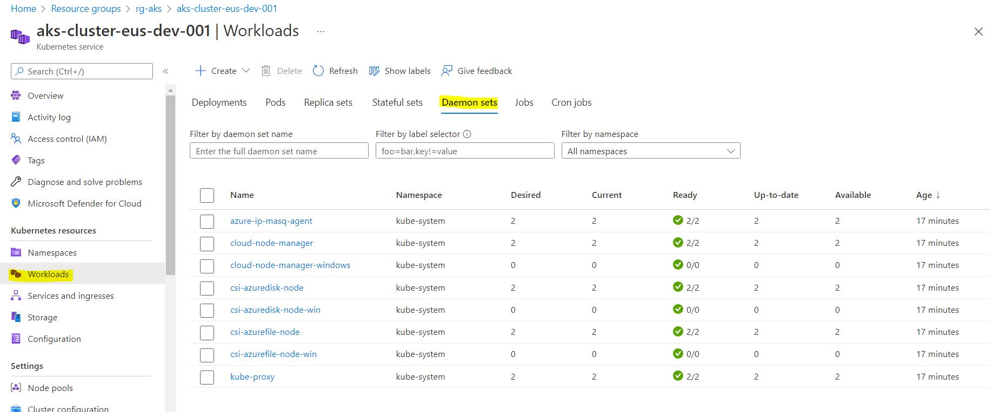 Home > Resource groups > rg-aks > aks-cluster-eus-dev-001
aks-cluster-eus-dev-001 | Workloads ...
Kubernetes service
Search (Ctrl+/)
«
Overview
Activity log
Access control (IAM)
Tags
Diagnose and solve problems
Microsoft Defender for Cloud
Kubernetes resources
Namespaces
Workloads
Services and ingresses
Storage
Configuration
Settings
Node pools
Cluster configuration
Create Delete Refresh Show labels Give feedback
Deployments Pods Replica sets Stateful sets Daemon sets Jobs Cron jobs
Filter by daemon set name Filter by label selector Filter by namespace
Enter the full daemon set name foo=bar,key!=value All namespaces
Name Namespace Desired Current Ready Up-to-date Available Age ↓
azure-ip-masq-agent kube-system 2 2 2/2 2 2 17 minutes
cloud-node-manager kube-system 2 2 2/2 2 2 17 minutes
cloud-node-manager-windows kube-system 0 0 0/0 0 0 17 minutes
csi-azuredisk-node kube-system 2 2 2/2 2 2 17 minutes
csi-azuredisk-node-win kube-system 0 0 0/0 0 0 17 minutes
csi-azurefile-node kube-system 2 2 2/2 2 2 17 minutes
csi-azurefile-node-win kube-system 0 0 0/0 0 0 17 minutes
kube-proxy kube-system 2 2 2/2 2 2 17 minutes